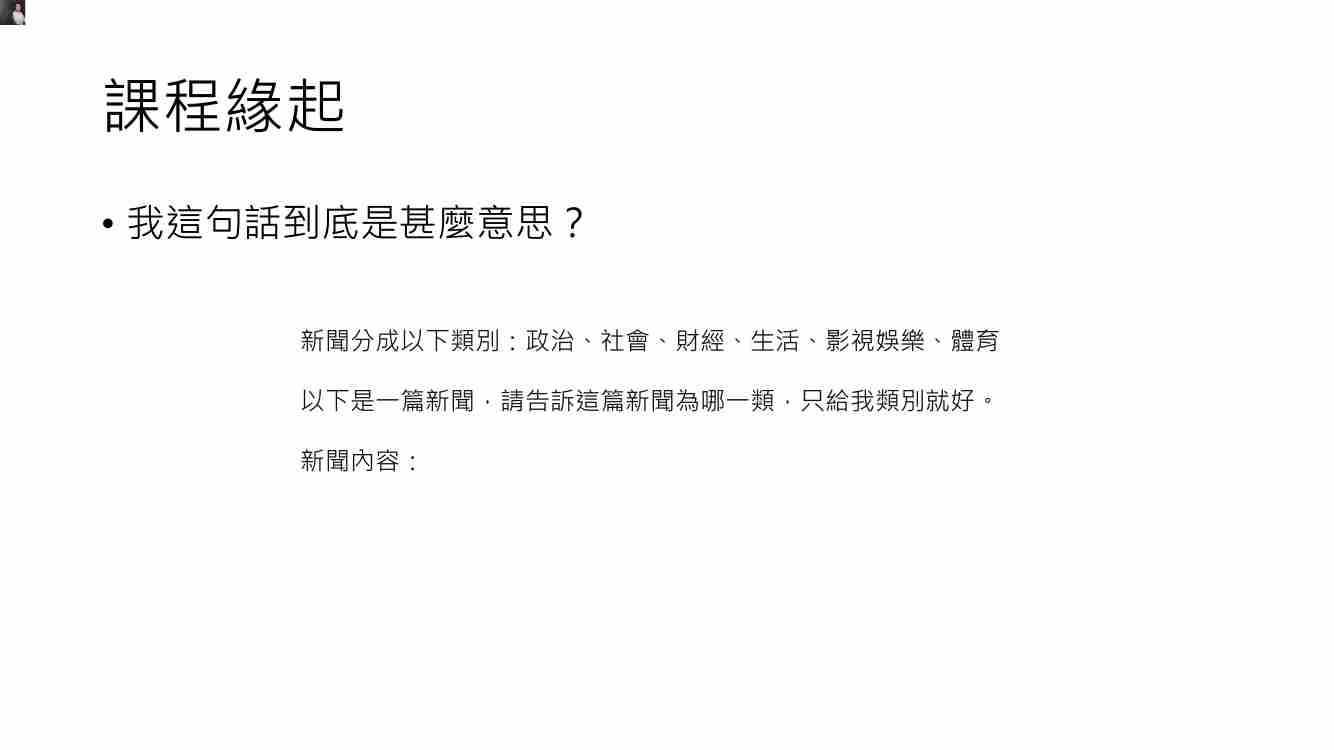 課程緣起
• 我這句話到底是甚麼意思？
新聞分成以下類別：政治、社會、財經、生活、影視娛樂、體育
以下是一篇新聞，請告訴這篇新聞為哪一類，只給我類別就好。
新聞內容：